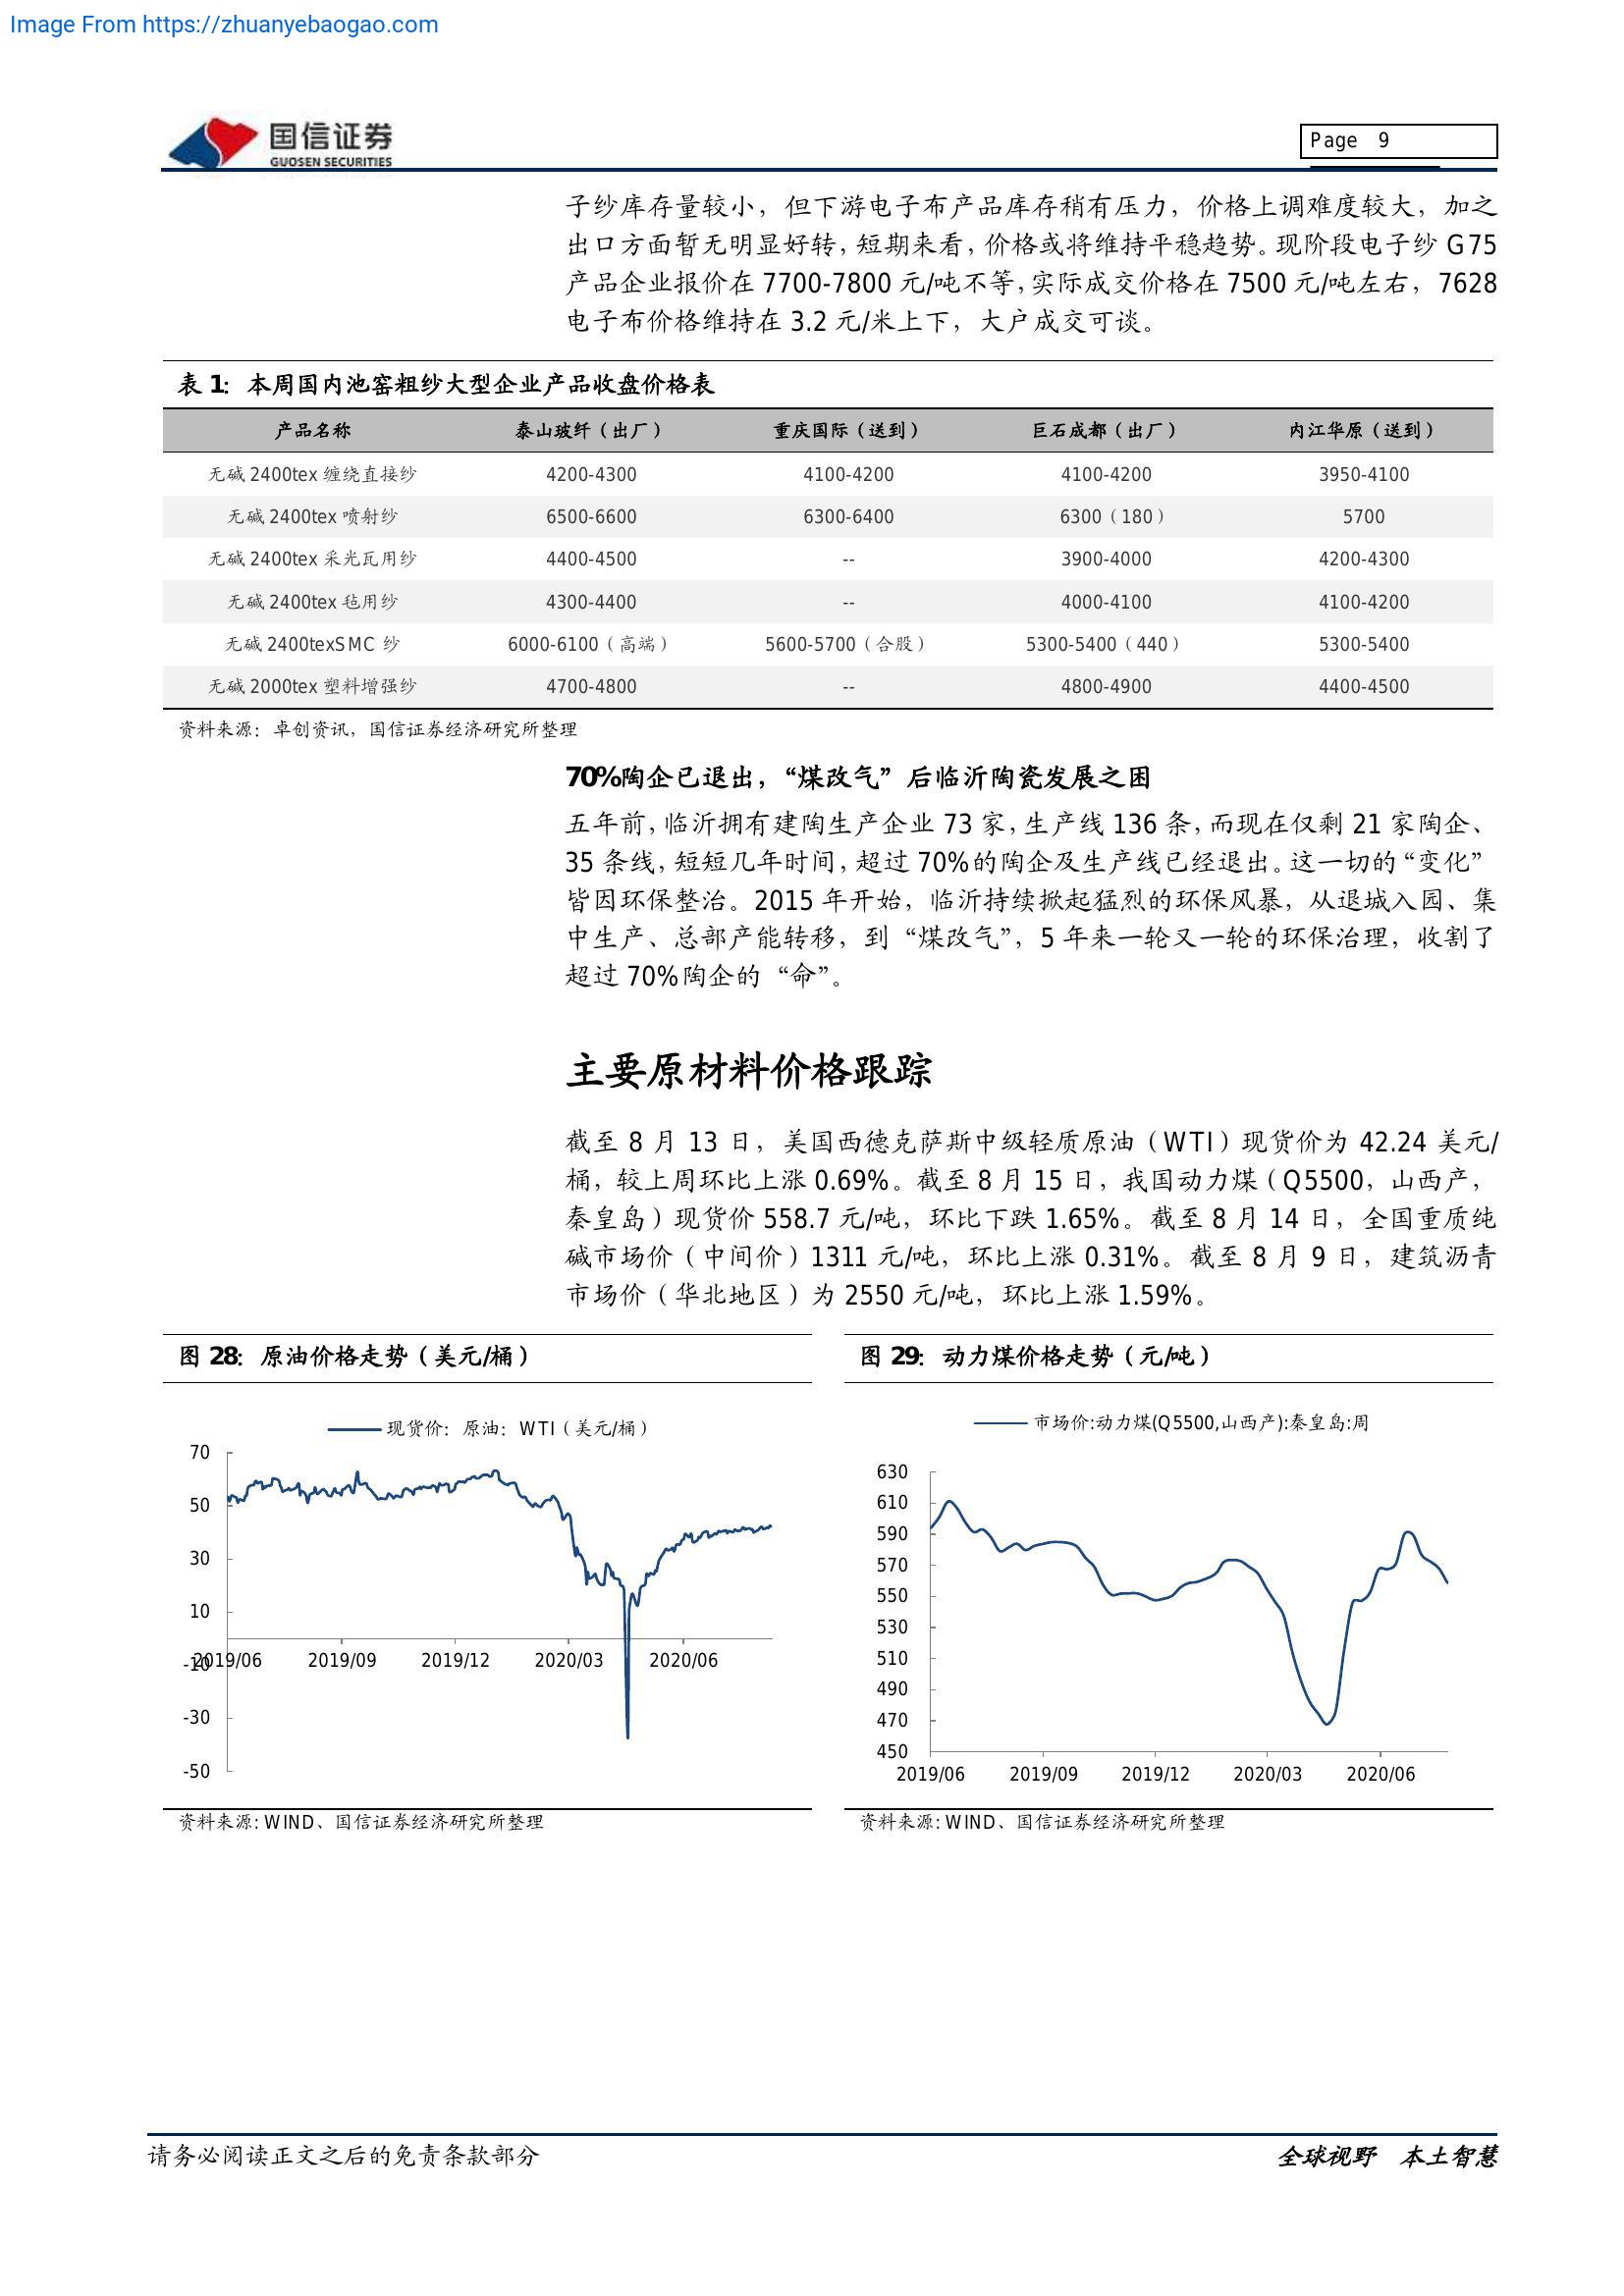 Image From https://zhuanyebaogao.com
国信证券
GUOSEN SECURITIES
Page 9
子纱库存量较小，但下游电子布产品库存稍有压力，价格上调难度较大，加之
出口方面暂无明显好转，短期来看，价格或将维持平稳趋势。现阶段电子纱 G75
产品企业报价在 7700-7800 元/吨不等，实际成交价格在 7500 元/吨左右，7628
电子布价格维持在 3.2 元/米上下，大户成交可谈。
表 1：本周国内池窑粗纱大型企业产品收盘价格表
产品名称 泰山玻纤（出厂） 重庆国际（送到） 巨石成都（出厂） 内江华原（送到）
无碱 2400tex 缠绕直接纱 4200-4300 4100-4200 4100-4200 3950-4100
无碱 2400tex 喷射纱 6500-6600 6300-6400 6300（180） 5700
无碱 2400tex 采光瓦用纱 4400-4500 -- 3900-4000 4200-4300
无碱 2400tex 毡用纱 4300-4400 -- 4000-4100 4100-4200
无碱 2400texSMC 纱 6000-6100（高端） 5600-5700（合股） 5300-5400（440） 5300-5400
无碱 2000tex 塑料增强纱 4700-4800 -- 4800-4900 4400-4500
资料来源：卓创资讯，国信证券经济研究所整理
70%陶企已退出，“煤改气”后临沂陶瓷发展之困
五年前，临沂拥有建陶生产企业 73 家，生产线 136 条，而现在仅剩 21 家陶企、
35 条线，短短几年时间，超过 70%的陶企及生产线已经退出。这一切的“变化”
皆因环保整治。2015 年开始，临沂持续掀起猛烈的环保风暴，从退城入园、集
中生产、总部产能转移，到“煤改气”，5 年来一轮又一轮的环保治理，收割了
超过 70%陶企的“命”。
主要原材料价格跟踪
截至 8 月 13 日，美国西德克萨斯中级轻质原油（WTI）现货价为 42.24 美元/
桶，较上周环比上涨 0.69%。截至 8 月 15 日，我国动力煤（Q5500，山西产，
秦皇岛）现货价 558.7 元/吨，环比下跌 1.65%。截至 8 月 14 日，全国重质纯
碱市场价（中间价）1311 元/吨，环比上涨 0.31%。截至 8 月 9 日，建筑沥青
市场价（华北地区）为 2550 元/吨，环比上涨 1.59%。
图 28：原油价格走势（美元/桶）
现货价：原油：WTI（美元/桶）
70
50
30
10
-10
-30
-50
2019/06 2019/09 2019/12 2020/03 2020/06
资料来源: WIND、国信证券经济研究所整理
图 29：动力煤价格走势（元/吨）
市场价:动力煤(Q5500,山西产):秦皇岛:周
630
610
590
570
550
530
510
490
470
450
2019/06 2019/09 2019/12 2020/03 2020/06
资料来源: WIND、国信证券经济研究所整理
请务必阅读正文之后的免责条款部分
全球视野 本土智慧